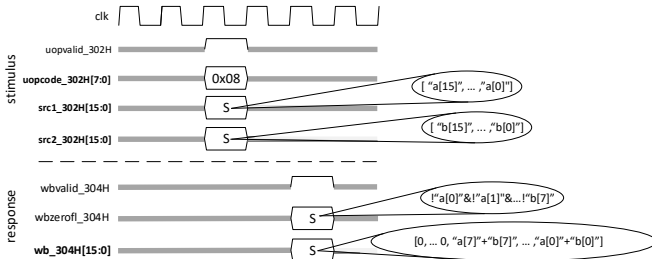 clk
stimulus
uopvalid_302H
uopcode_302H[7:0]
0x08
src1_302H[15:0]
S
[ “a[15]”, ... ,”a[0]”]
src2_302H[15:0]
S
[ “b[15]”, ... ,”b[0]”]
response
wbvalid_304H
wbzerofl_304H
S
!“a[0]”&!”a[1]”&...!”b[7]”
wb_304H[15:0]
S
[0, ... 0, “a[7]”+“b[7]”, ... ,”a[0]”+“b[0]”]